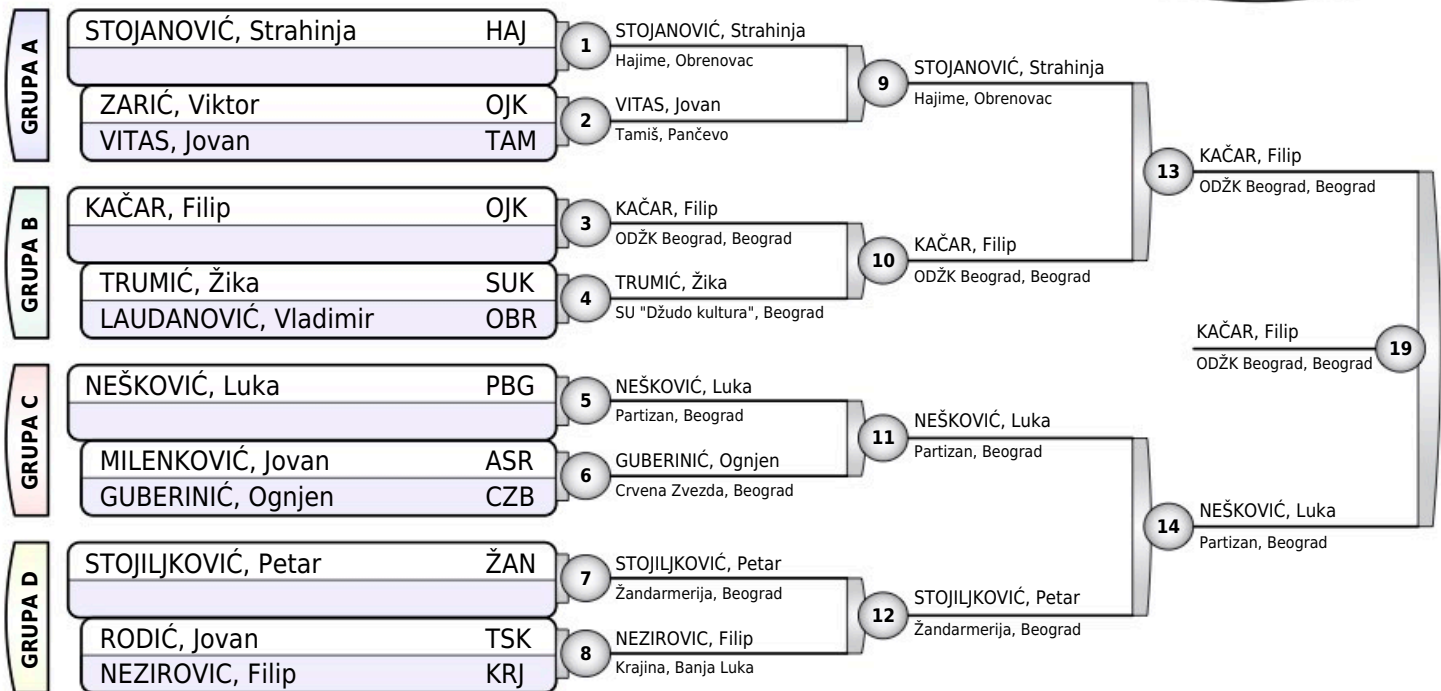 GRUPA A
STOJANOVIĆ, Strahinja HAJ
ZARIĆ, Viktor OJK
VITAS, Jovan TAM
1
STOJANOVIĆ, Strahinja
Hajime, Obrenovac
2
VITAS, Jovan
Tamiš, Pančevo
9
STOJANOVIĆ, Strahinja
Hajime, Obrenovac
GRUPA B
KAČAR, Filip OJK
TRUMIĆ, Žika SUK
LAUDANOVIĆ, Vladimir OBR
3
KAČAR, Filip
ODŽK Beograd, Beograd
4
TRUMIĆ, Žika
SU "Džudo kultura", Beograd
10
KAČAR, Filip
ODŽK Beograd, Beograd
13
KAČAR, Filip
ODŽK Beograd, Beograd
GRUPA C
NEŠKOVIĆ, Luka PBG
MILENKOVIĆ, Jovan ASR
GUBERINIĆ, Ognjen CZB
5
NEŠKOVIĆ, Luka
Partizan, Beograd
6
GUBERINIĆ, Ognjen
Crvena Zvezda, Beograd
11
NEŠKOVIĆ, Luka
Partizan, Beograd
GRUPA D
STOJILJKOVIĆ, Petar ŽAN
RODIĆ, Jovan TSK
NEZIROVIC, Filip KRJ
7
STOJILJKOVIĆ, Petar
Žandarmerija, Beograd
8
NEZIROVIC, Filip
Krajina, Banja Luka
12
STOJILJKOVIĆ, Petar
Žandarmerija, Beograd
14
NEŠKOVIĆ, Luka
Partizan, Beograd
KAČAR, Filip
ODŽK Beograd, Beograd
19